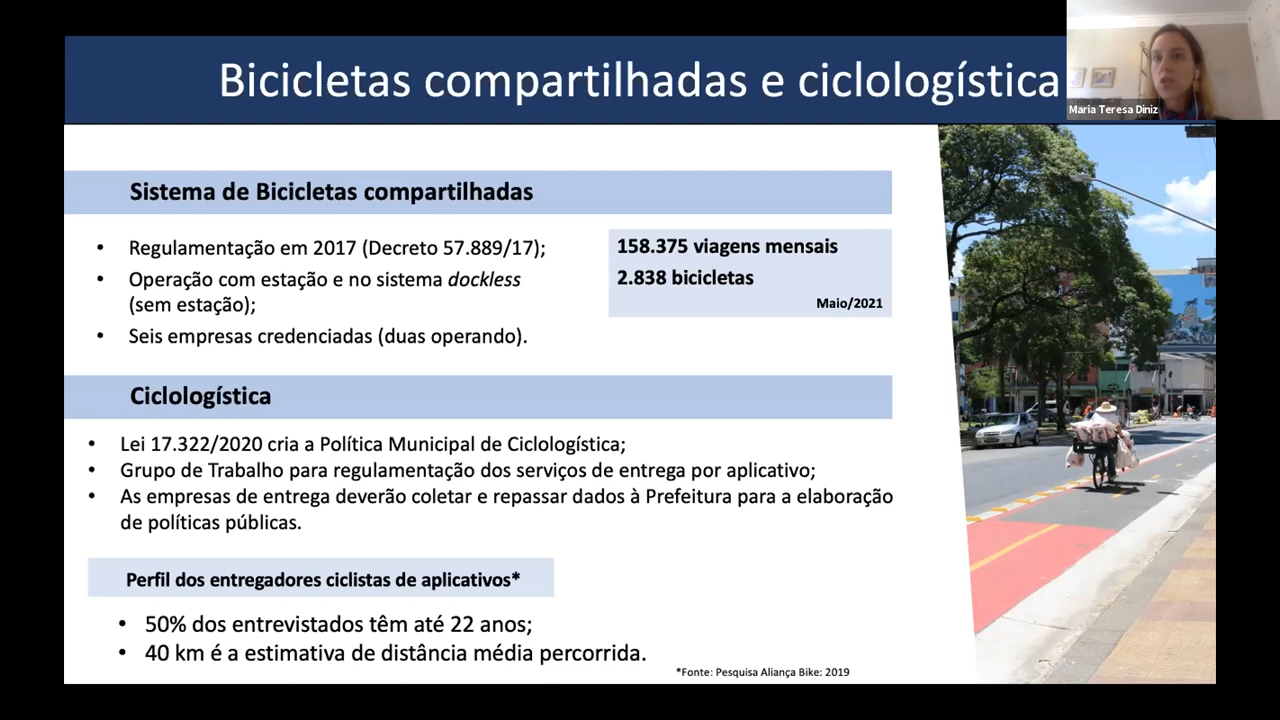 Bicicletas compartilhadas e ciclologística
Maria Teresa Diniz
Sistema de Bicicletas compartilhadas
• Regulamentação em 2017 (Decreto 57.889/17);
• Operação com estação e no sistema dockless
(sem estação);
• Seis empresas credenciadas (duas operando).
158.375 viagens mensais
2.838 bicicletas
Maio/2021
Ciclologística
• Lei 17.322/2020 cria a Política Municipal de Ciclologística;
• Grupo de Trabalho para regulamentação dos serviços de entrega por aplicativo;
• As empresas de entrega deverão coletar e repassar dados à Prefeitura para a elaboração
de políticas públicas.
Perfil dos entregadores ciclistas de aplicativos*
• 50% dos entrevistados têm até 22 anos;
• 40 km é a estimativa de distância média percorrida.
*Fonte: Pesquisa Aliança Bike: 2019